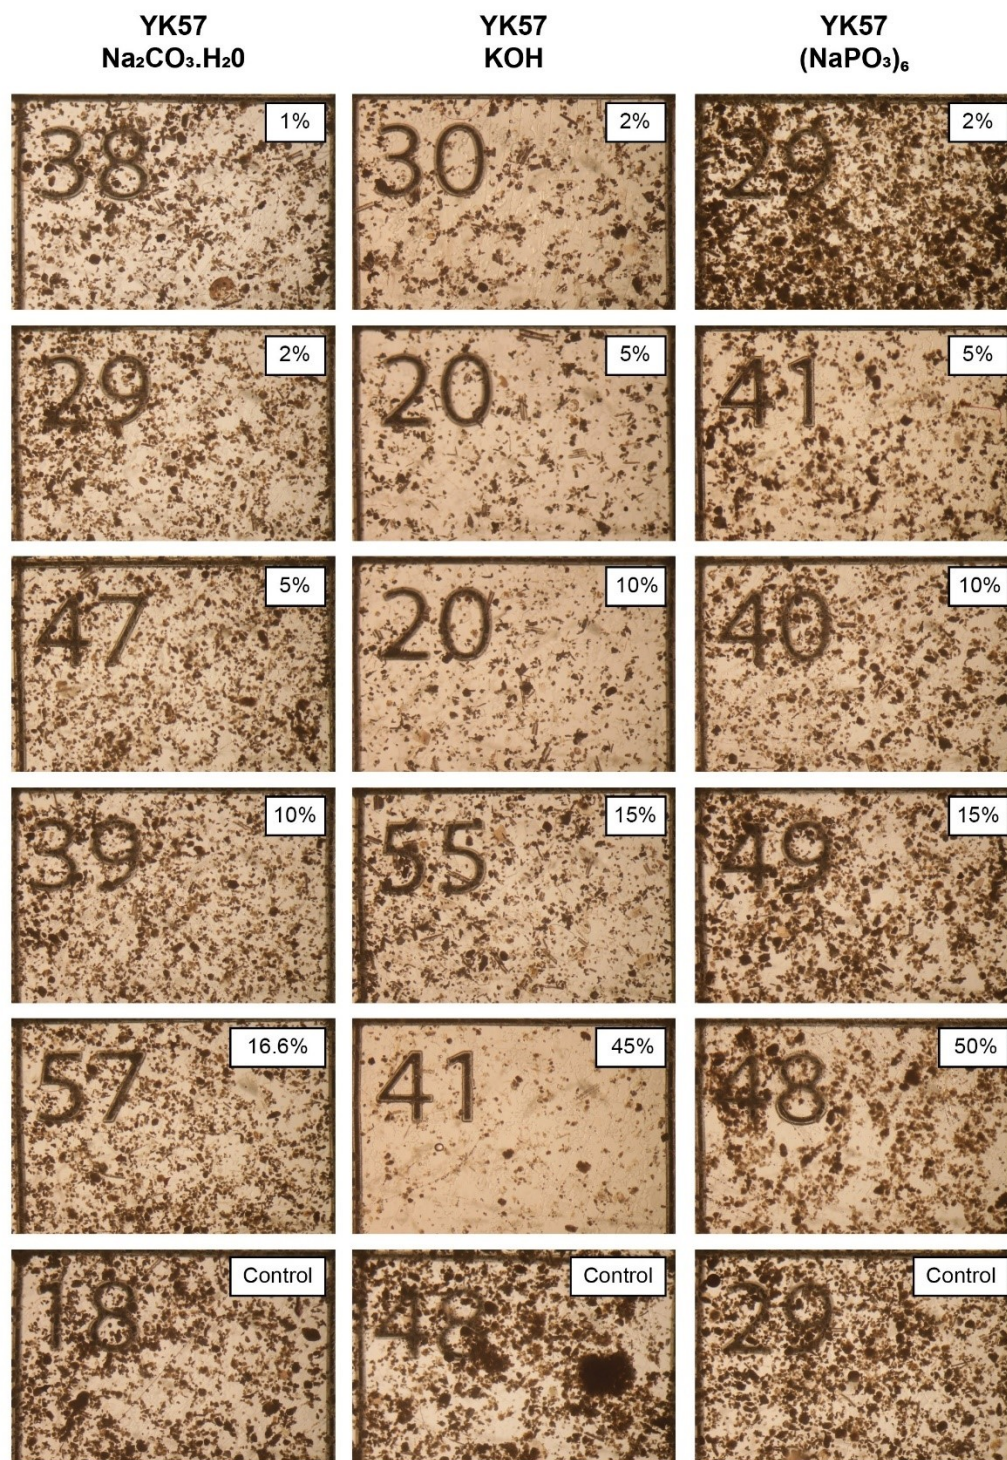 YK57 YK57 YK57
Na₂CO₃.H₂0 KOH (NaPO₃)₆
1% 2% 2%
38 30 29
2% 5% 5%
29 20 41
5% 10% 10%
47 20 40
10% 15% 15%
39 55 49
16.6% 45% 50%
57 41 48
Control Control Control
18 48 29